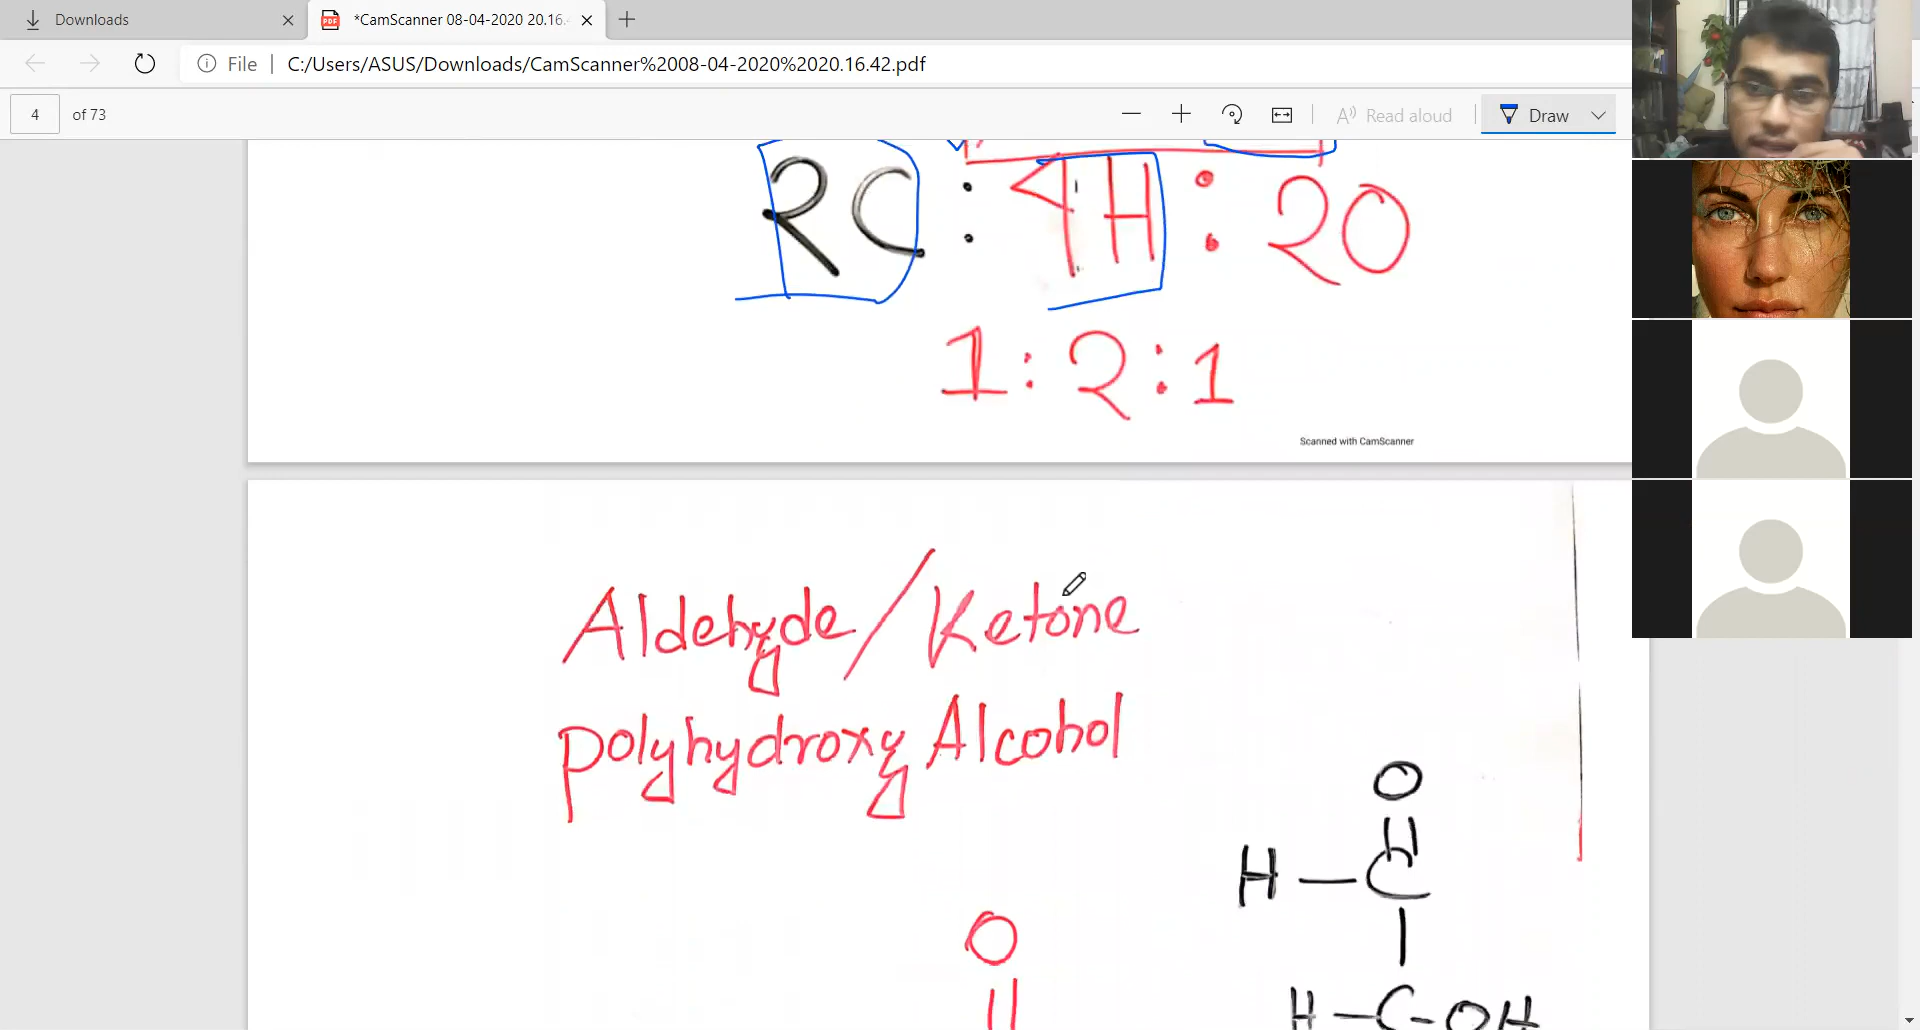 Downloads
*CamScanner 08-04-2020 20.16.
File
C:/Users/ASUS/Downloads/CamScanner%2008-04-2020%2020.16.42.pdf
4 of 73
Read aloud
Draw
2C : 4H : 2O
1 : 2 : 1
Scanned with CamScanner
Aldehyde/Ketone
polyhydroxy Alcohol
O
H-C
H-C-OH
O